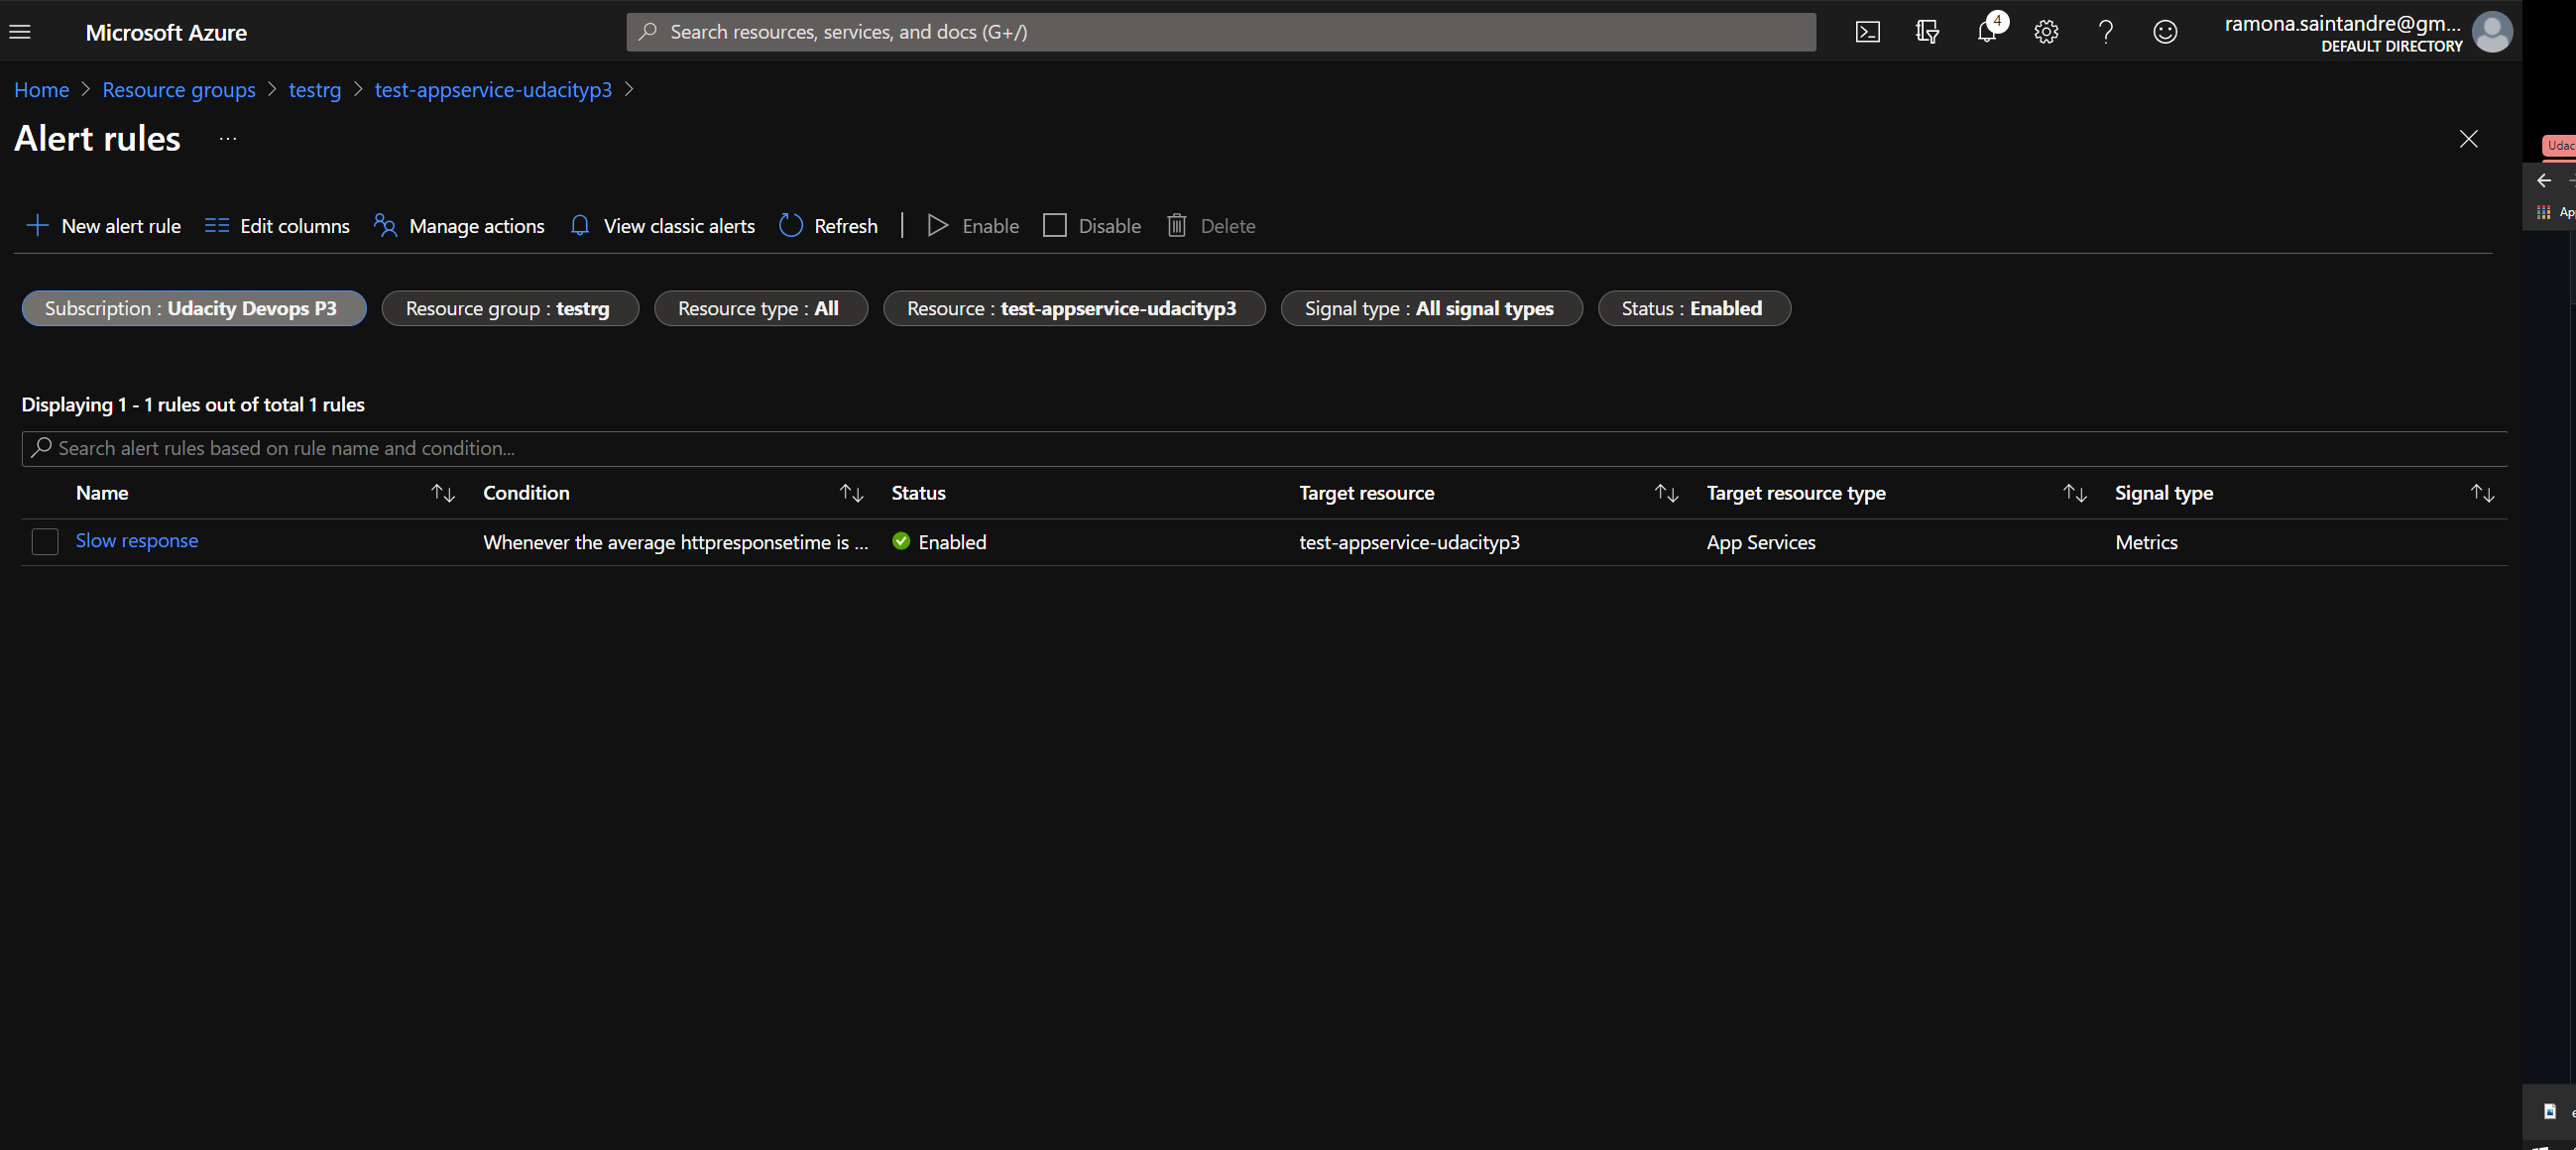 Microsoft Azure
Search resources, services, and docs (G+/)
4
ramona.saintandre@gm...
DEFAULT DIRECTORY
Home > Resource groups > testrg > test-appservice-udacityp3 >
Alert rules ...
Udac
New alert rule Edit columns Manage actions View classic alerts Refresh | Enable Disable Delete
Ap
Subscription : Udacity Devops P3 Resource group : testrg Resource type : All Resource : test-appservice-udacityp3 Signal type : All signal types Status : Enabled
Displaying 1 - 1 rules out of total 1 rules
Search alert rules based on rule name and condition...
Name Condition Status Target resource Target resource type Signal type
Slow response Whenever the average httpresponsetime is ... Enabled test-appservice-udacityp3 App Services Metrics